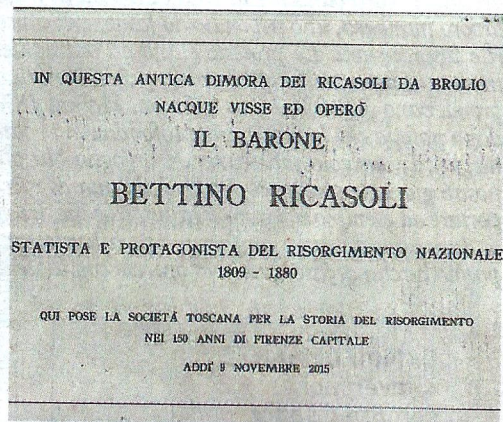 IN QUESTA ANTICA DIMORA DEI RICASOLI DA BROLIO
NACQUE VISSE ED OPERÒ
IL BARONE
BETTINO RICASOLI
STATISTA E PROTAGONISTA DEL RISORGIMENTO NAZIONALE
1809 - 1880
QUI POSE LA SOCIETÁ TOSCANA PER LA STORIA DEL RISORGIMENTO
NEI 150 ANNI DI FIRENZE CAPITALE
ADDI' 9 NOVEMBRE 2015